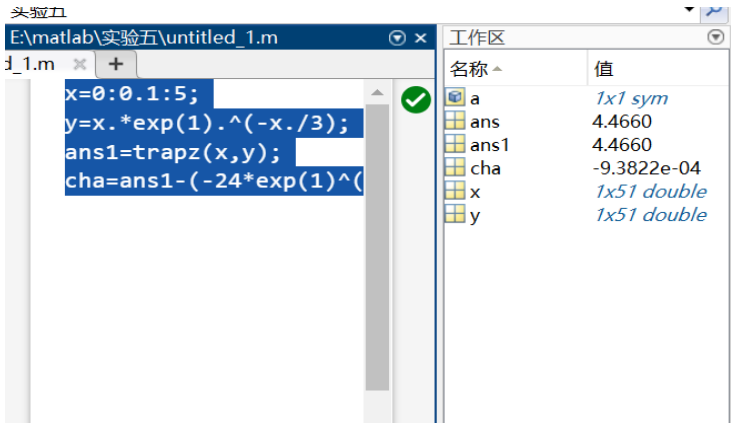 实验五
E:\matlab\实验五\untitled_1.m
工作区
d_1.m
+
名称
值
x=0:0.1:5;
y=x.*exp(1).^(-x./3);
ans1=trapz(x,y);
cha=ans1-(-24*exp(1)^(
a 1x1 sym
ans 4.4660
ans1 4.4660
cha -9.3822e-04
x 1x51 double
y 1x51 double